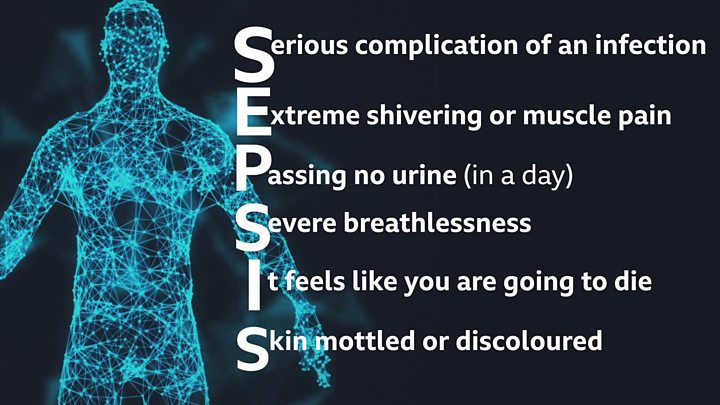 Serious complication of an infection
Extreme shivering or muscle pain
Passing no urine (in a day)
Severe breathlessness
It feels like you are going to die
Skin mottled or discoloured